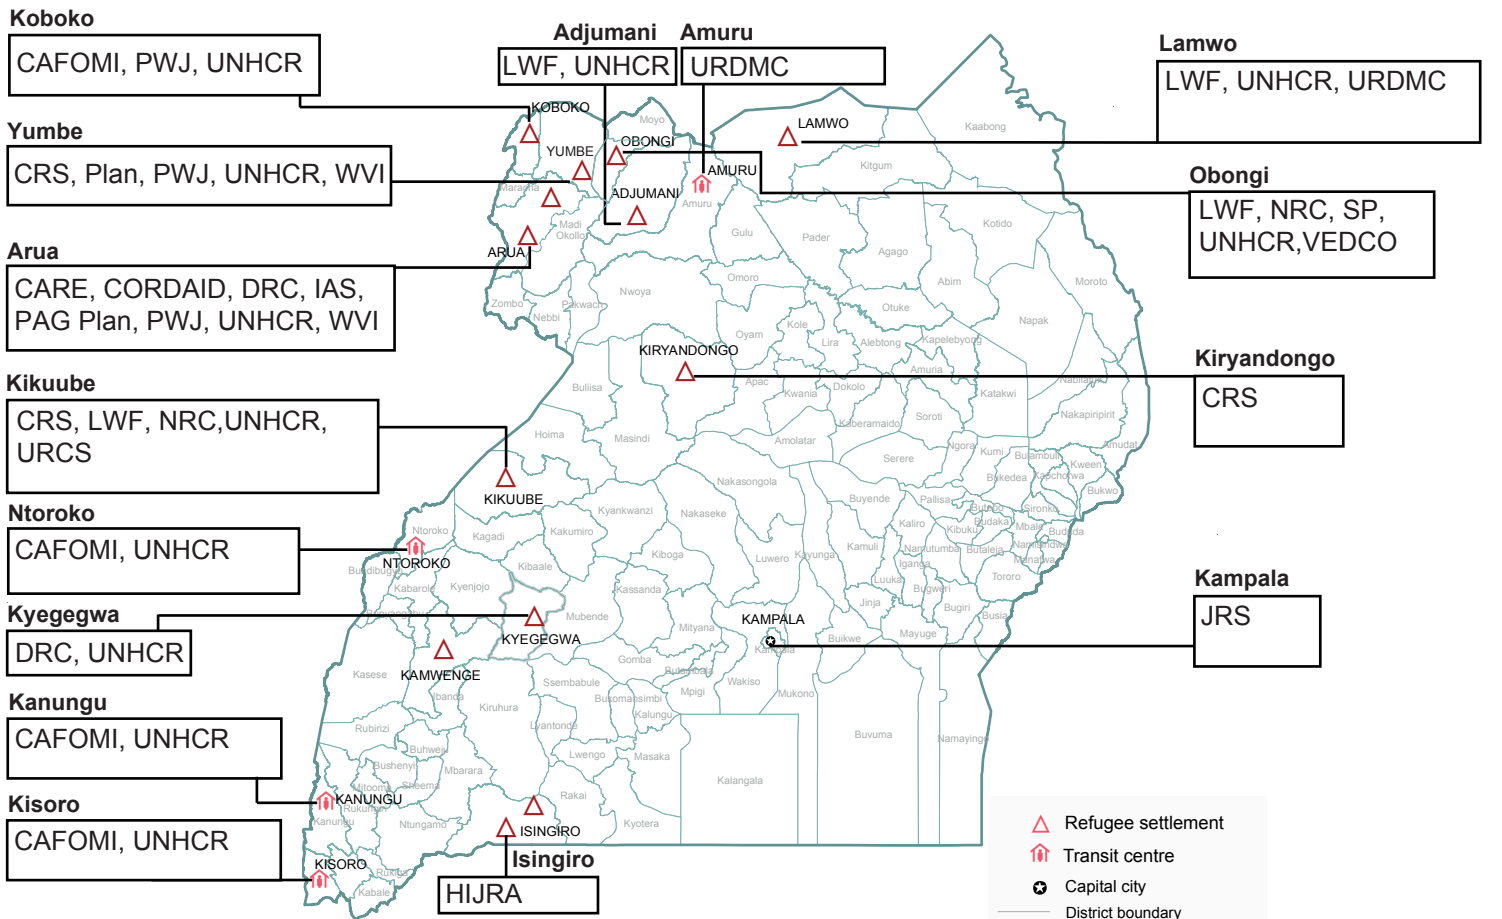 Koboko
CAFOMI, PWJ, UNHCR
Adjumani
LWF, UNHCR
Amuru
URDMC
Lamwo
LWF, UNHCR, URDMC
Yumbe
CRS, Plan, PWJ, UNHCR, WVI
Obongi
LWF, NRC, SP,
UNHCR,VEDCO
Arua
CARE, CORDAID, DRC, IAS,
PAG Plan, PWJ, UNHCR, WVI
Kiryandongo
CRS
Kikuube
CRS, LWF, NRC,UNHCR,
URCS
Ntoroko
CAFOMI, UNHCR
Kampala
JRS
Kyegegwa
DRC, UNHCR
Kanungu
CAFOMI, UNHCR
Kisoro
CAFOMI, UNHCR
Isingiro
HIJRA
KOBOKO
Moyo
LAMWO
Kaabong
YUMBE
OBONGI
Kitgum
AMURU
Maracha
ADJUMANI
Amuru
Madi
Okollo
Gulu
Pader
Kotido
ARUA
Agago
Omoro
Abim
Moroto
Zombo
Pakwach
Nwoya
Otuke
Nebbi
Napak
Oyam
Kole
Lira
Alebtong
Kapelebyong
KIRYANDONGO
Amuria
Nabilatuk
Buliisa
Apac
Kwania
Dokolo
Katakwi
Nakapiripirit
Kaberamaido
Soroti
Hoima
Masindi
Amolatar
Ngora
Kumi
Bulambuli
Amudat
Serere
Kween
Bukedea
Kapchorwa
Bukwo
Nakasongola
KIKUUBE
Buyende
Pallisa
Butebo
Sironko
Kyankwanzi
Nakaseke
Kaliro
Kibuku
Budaka
Mbale
Bududa
Ntoroko
Kagadi
Kakumiro
NTOROKO
Kiboga
Luwero
Kayunga
Kamuli
Namutumba
Butaleja
Namisindwa
Manafwa
Bundibugyo
Kibaale
Iganga
Tororo
Kabarole
Kyenjojo
Kassanda
Luuka
Bugweri
Bunyangabu
Mubende
Jinja
Bugiri
Busia
KYEGEGWA
Mityana
KAMPALA
Kampala
Buikwe
Mayuge
KAMWENGE
Gomba
Butambala
Kasese
Ssembabule
Mpigi
Wakiso
Mukono
Ibanda
Kiruhura
Bukomansimbi
Kalungu
Rubirizi
Lyantonde
Buvuma
Namayingo
Buhweju
Lwengo
Masaka
Bushenyi
Mbarara
Kalangala
Mitooma
Sheema
KANUNGU
Rukungiri
Rakai
Kanungu
Ntungamo
ISINGIRO
Kyotera
KISORO
Rukiga
Kabale
Refugee settlement
Transit centre
Capital city
District boundary